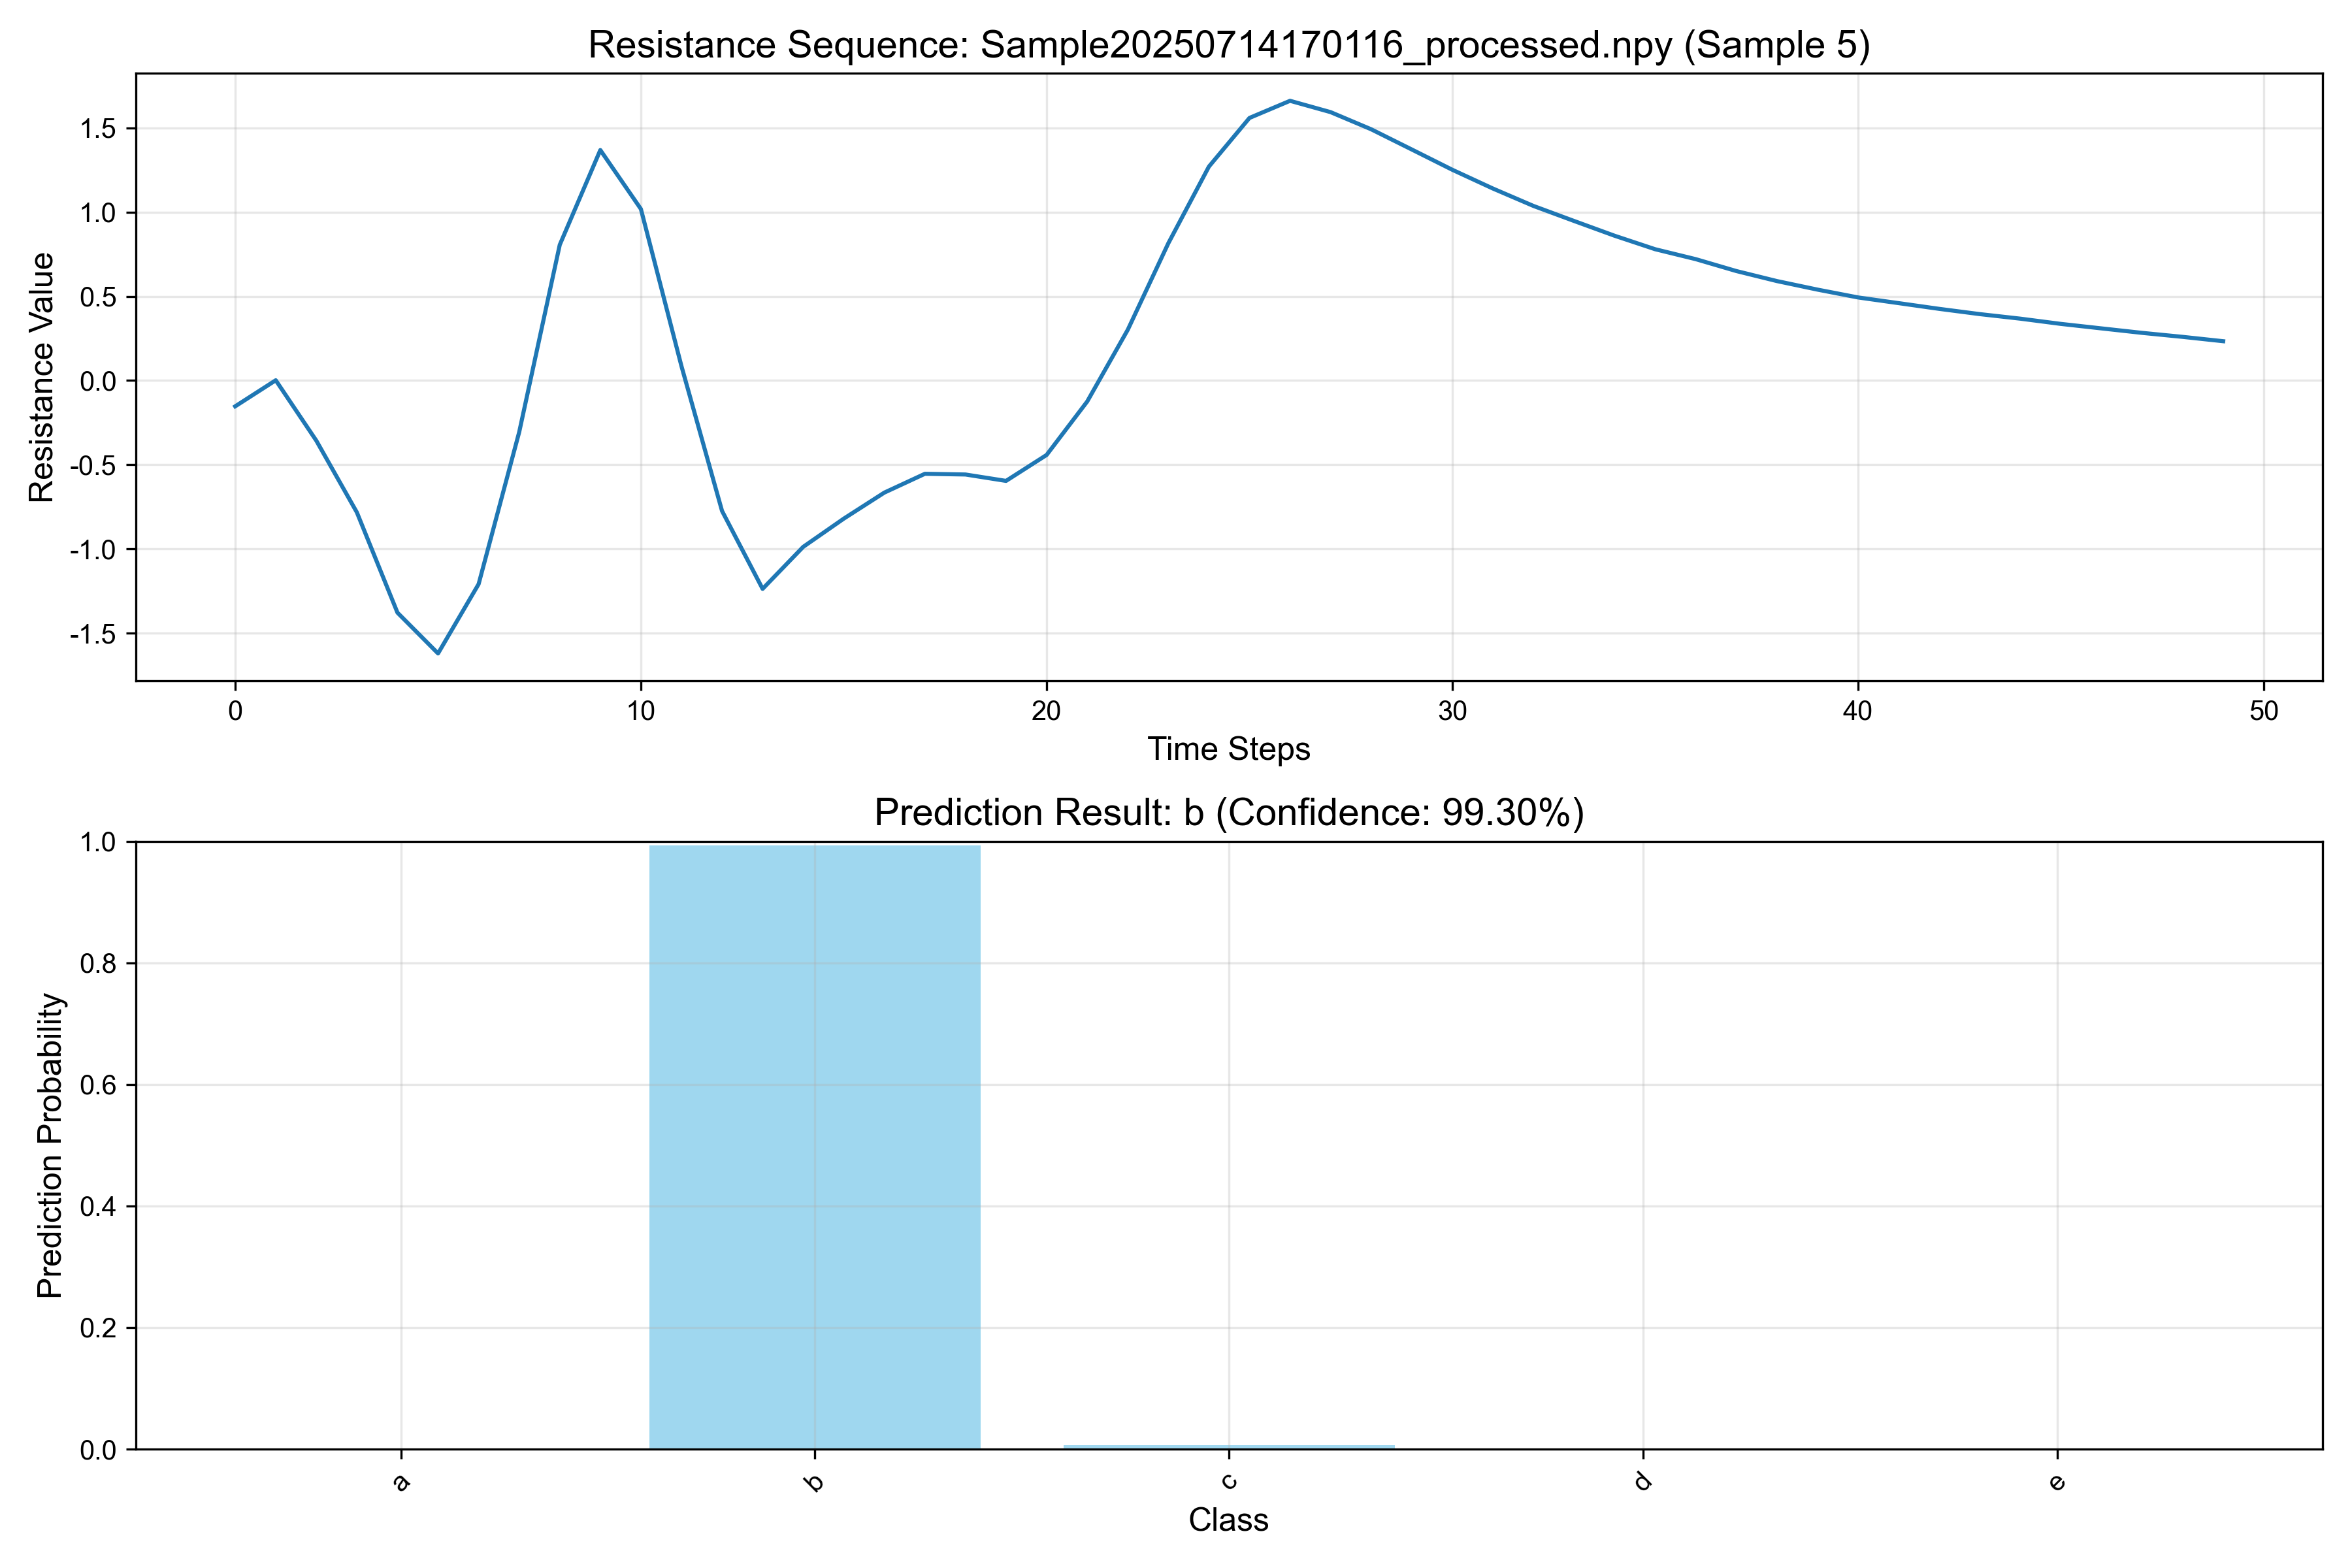 Resistance Sequence: Sample20250714170116_processed.npy (Sample 5)
Resistance Value
1.5
1.0
0.5
0.0
-0.5
-1.0
-1.5
0 10 20 30 40 50
Time Steps
Prediction Result: b (Confidence: 99.30%)
Prediction Probability
1.0
0.8
0.6
0.4
0.2
0.0
a b c d e
Class